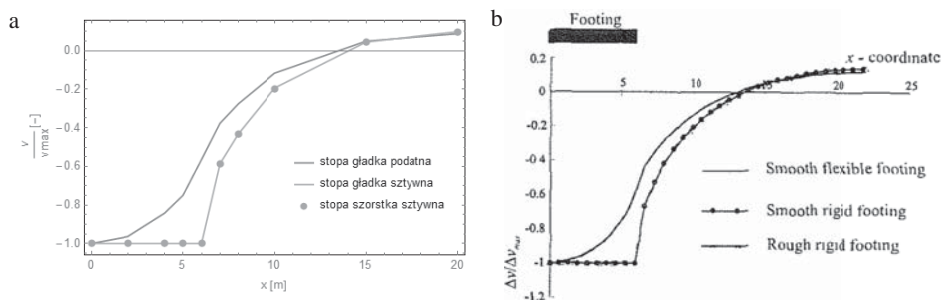 a
0.0
−0.2
−0.4
−0.6
−0.8
−1.0
v
vmax
[-]
stopa gładka podatna
stopa gładka sztywna
stopa szorstka sztywna
0
5
10
15
20
x [m]
b
Footing
x - coordinate
0.2
0
-0.2
-0.4
-0.6
-0.8
-1
-1.2
0
5
10
15
20
25
Smooth flexible footing
Smooth rigid footing
Rough rigid footing
Δv/Δv max